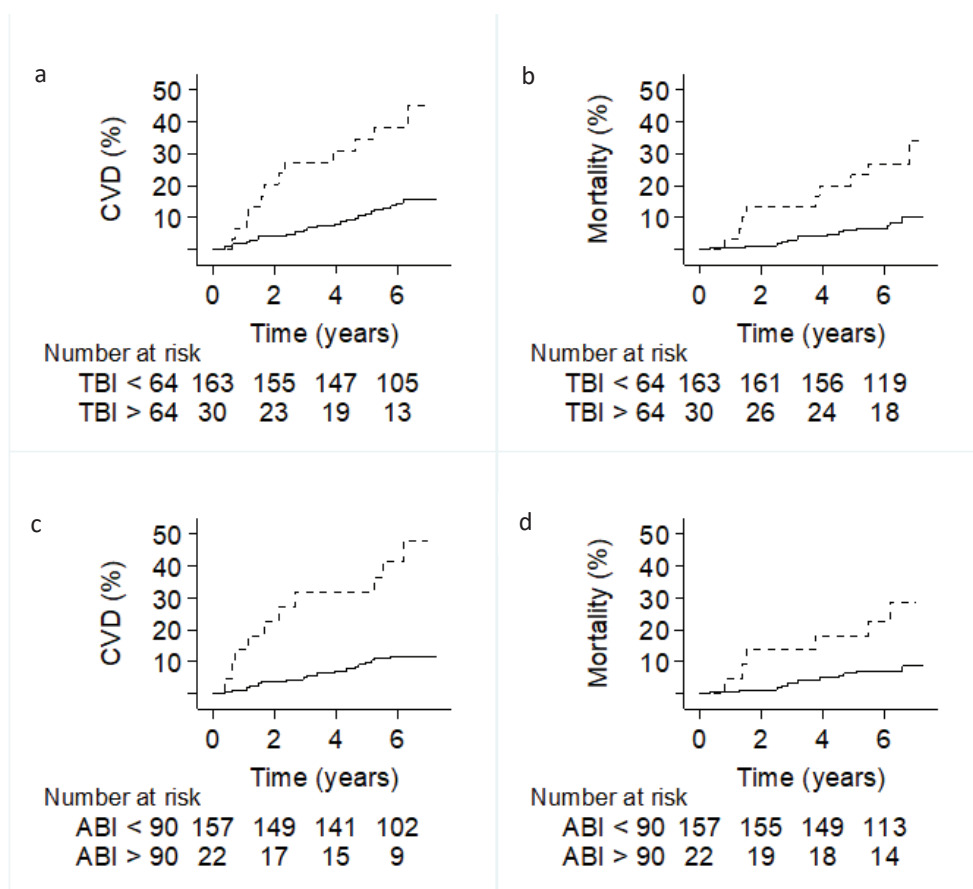 a
50
40
30
20
10
CVD (%)
0 2 4 6
Time (years)
Number at risk
TBI < 64 163 155 147 105
TBI > 64 30 23 19 13
b
50
40
30
20
10
Mortality (%)
0 2 4 6
Time (years)
Number at risk
TBI < 64 163 161 156 119
TBI > 64 30 26 24 18
c
50
40
30
20
10
CVD (%)
0 2 4 6
Time (years)
Number at risk
ABI < 90 157 149 141 102
ABI > 90 22 17 15 9
d
50
40
30
20
10
Mortality (%)
0 2 4 6
Time (years)
Number at risk
ABI < 90 157 155 149 113
ABI > 90 22 19 18 14